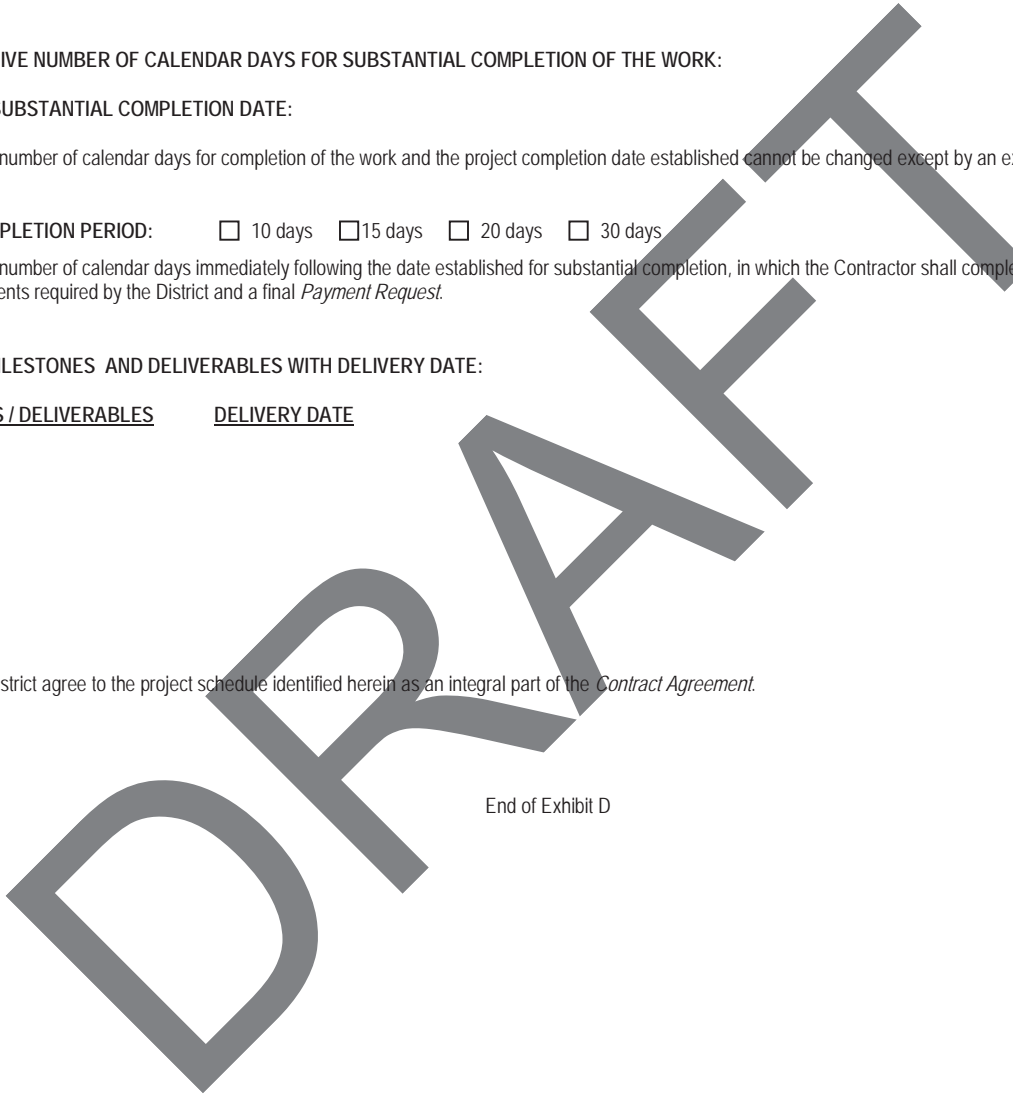 IVE NUMBER OF CALENDAR DAYS FOR SUBSTANTIAL COMPLETION OF THE WORK:
SUBSTANTIAL COMPLETION DATE:
number of calendar days for completion of the work and the project completion date established cannot be changed except by an e
PLETION PERIOD: ☐ 10 days ☐15 days ☐ 20 days ☐ 30 days
number of calendar days immediately following the date established for substantial completion, in which the Contractor shall comple
ents required by the District and a final Payment Request.
LESTONES AND DELIVERABLES WITH DELIVERY DATE:
S / DELIVERABLES DELIVERY DATE
strict agree to the project schedule identified herein as an integral part of the Contract Agreement.
End of Exhibit D
DRAFT